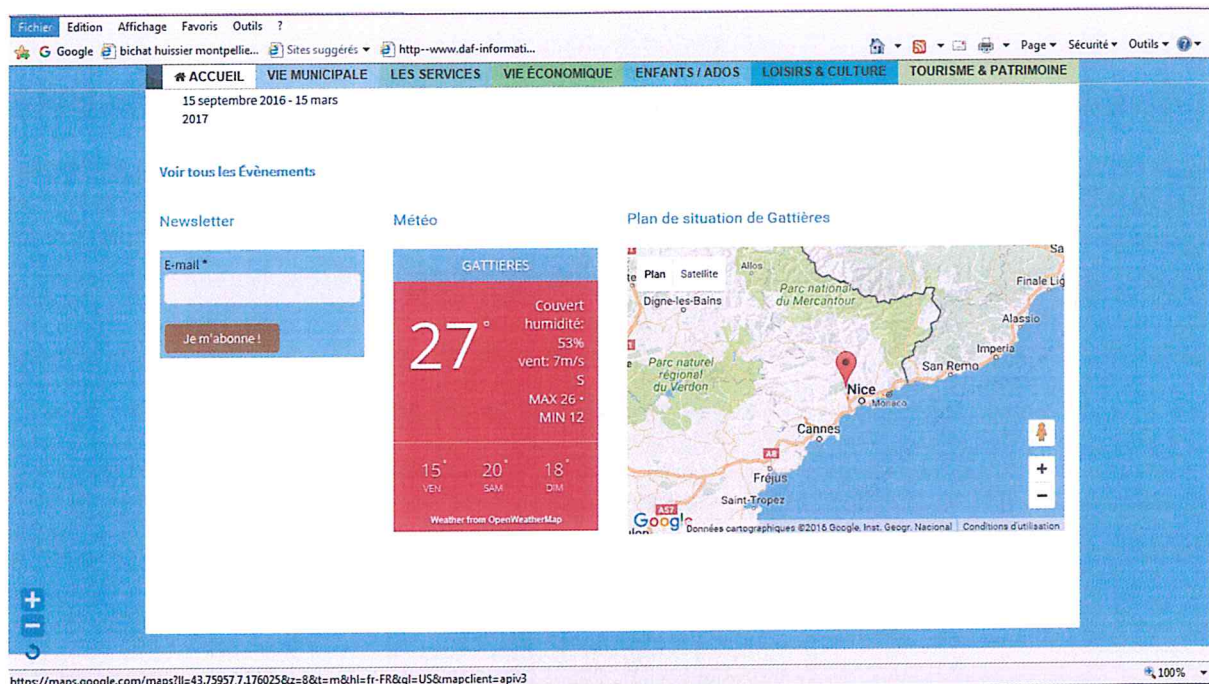 Fichier Edition Affichage Favoris Outils ?
G Google bichat huissier montpellie... Sites suggérés http--www.daf-informati... Page Sécurité Outils
ACCUEIL VIE MUNICIPALE LES SERVICES VIE ÉCONOMIQUE ENFANTS / ADOS LOISIRS & CULTURE TOURISME & PATRIMOINE
15 septembre 2016 - 15 mars
2017
Voir tous les Évènements
Newsletter
E-mail *
Je m'abonne !
Météo
GATTIERES
27°
Couvert
humidité:
53%
vent: 7m/s
S
MAX 26 •
MIN 12
15° 20° 18°
VEN SAM DIM
Weather from OpenWeatherMap
Plan de situation de Gattières
Plan Satellite
Allos
Sa
Parc national
du Mercantour
Finale Lig
Digne-les-Bains
Alassio
Imperia
Parc naturel
régional
du Verdon
San Remo
Nice
Monaco
Cannes
A8
Fréjus
Saint-Tropez
A57
+
−
Google Données cartographiques ©2016 Google, Inst. Geogr. Nacional Conditions d'utilisation
https://maps.google.com/maps?ll=43.75957,7.176025&z=8&t=m&hl=fr-FR&gl=US&mapclient=apiv3
100%